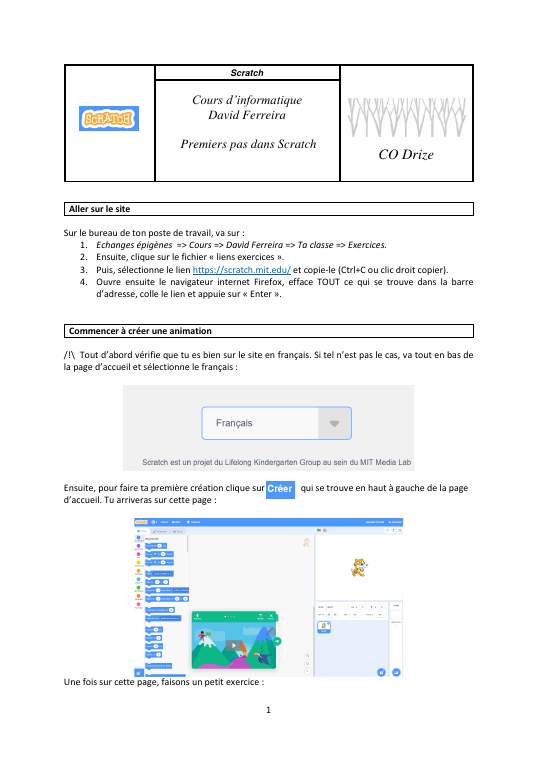 Scratch
SCRATCH
Cours d'informatique
David Ferreira
Premiers pas dans Scratch
CO Drize
Aller sur le site
Sur le bureau de ton poste de travail, va sur :
1. Echanges épigènes => Cours => David Ferreira => Ta classe => Exercices.
2. Ensuite, clique sur le fichier « liens exercices ».
3. Puis, sélectionne le lien https://scratch.mit.edu/ et copie-le (Ctrl+C ou clic droit copier).
4. Ouvre ensuite le navigateur internet Firefox, efface TOUT ce qui se trouve dans la barre
d'adresse, colle le lien et appuie sur « Enter ».
Commencer à créer une animation
/!\ Tout d'abord vérifie que tu es bien sur le site en français. Si tel n'est pas le cas, va tout en bas de
la page d'accueil et sélectionne le français :
Français
Scratch est un projet du Lifelong Kindergarten Group au sein du MIT Media Lab
Ensuite, pour faire ta première création clique sur Créer qui se trouve en haut à gauche de la page
d'accueil. Tu arriveras sur cette page :
Une fois sur cette page, faisons un petit exercice :
1